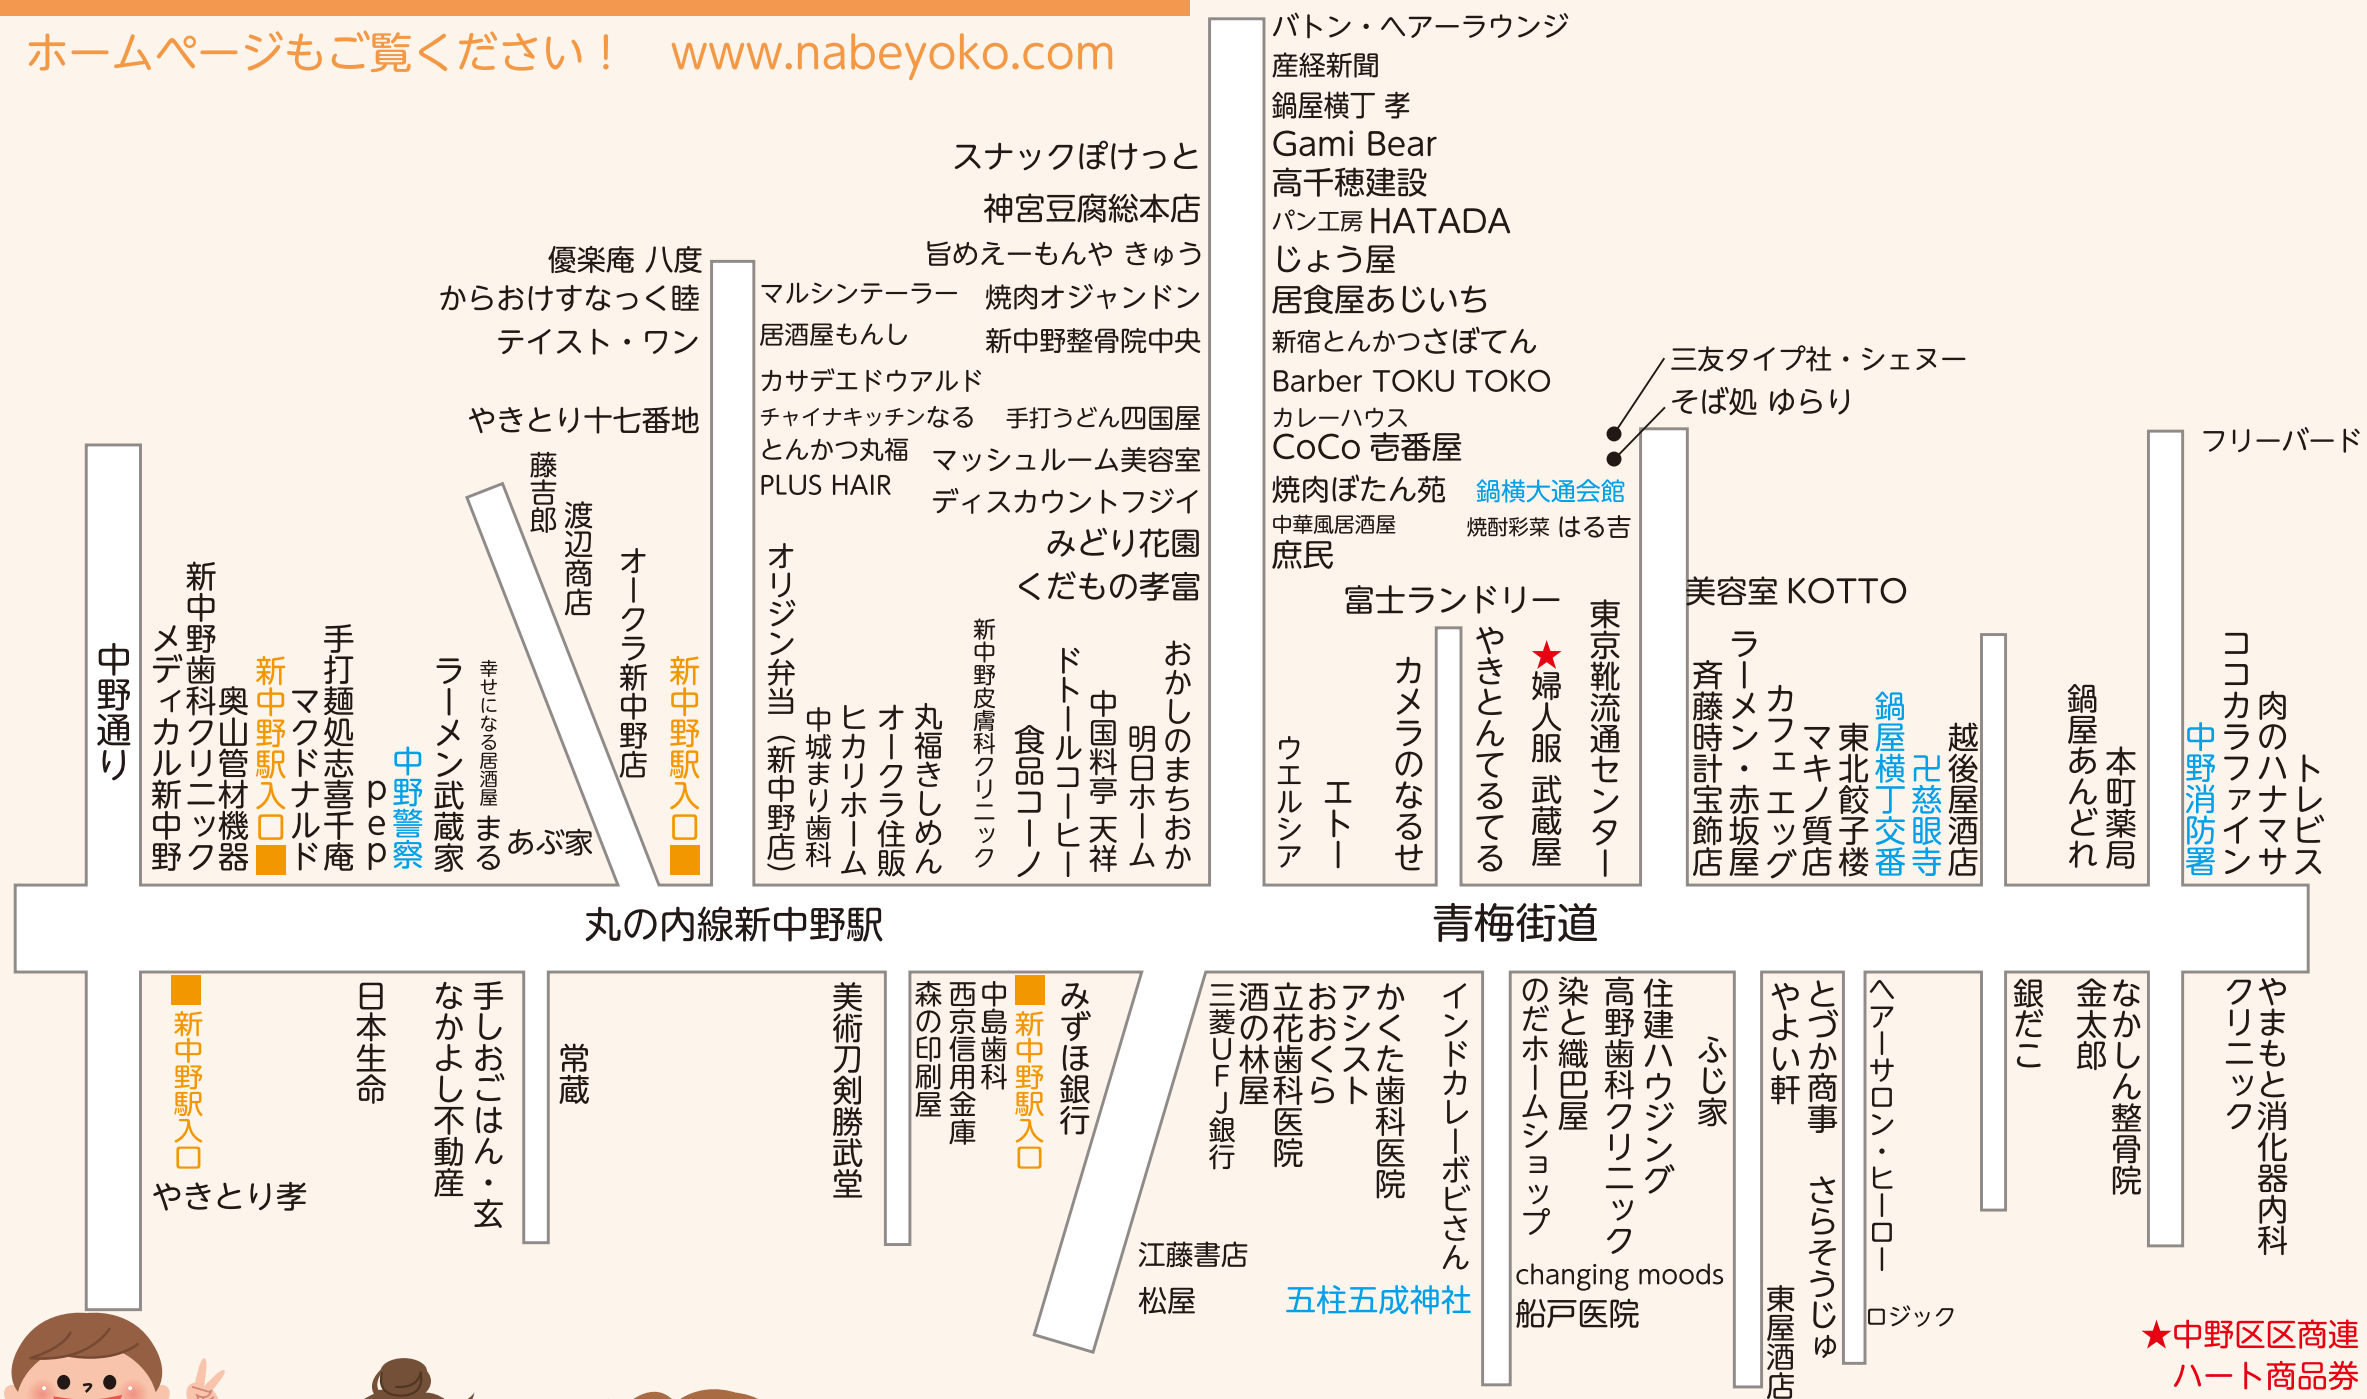 ホームページもご覧ください！ www.nabeyoko.com
バトン・ヘアーラウンジ
産経新聞
鍋屋横丁 孝
Gami Bear
高千穂建設
パン工房 HATADA
じょう屋
居食屋あじいち
新宿とんかつさぼてん
Barber TOKU TOKO
カレーハウス
CoCo 壱番屋
焼肉ぼたん苑
中華風居酒屋
庶民
スナックぽけっと
神宮豆腐総本店
旨めえーもんや きゅう
焼肉オジャンドン
新中野整骨院中央
手打うどん四国屋
マッシュルーム美容室
ディスカウントフジイ
みどり花園
くだもの孝富
優楽庵 八度
からおけすなっく睦
テイスト・ワン
やきとり十七番地
マルシンテーラー
居酒屋もんし
カサデエドウアルド
チャイナキッチンなる
とんかつ丸福
PLUS HAIR
三友タイプ社・シェヌー
そば処 ゆらり
鍋横大通会館
焼酎彩菜 はる吉
フリーバード
富士ランドリー
美容室 KOTTO
藤吉郎
渡辺商店
中野通り
メディカル新中野
新中野歯科クリニック
奥山管材機器
新中野駅入口
マクドナルド
手打麺処志喜千庵
pep
中野警察
ラーメン武蔵家
幸せになる居酒屋 まる
あぶ家
オークラ新中野店
新中野駅入口
オリジン弁当（新中野店）
中城まり歯科
ヒカリホーム
オークラ住販
丸福きしめん
新中野皮膚科クリニック
食品コーノ
ドトールコーヒー
中国料亭 天祥
明日ホーム
おかしのまちおか
ウエルシア
エトー
カメラのなるせ
やきとんてるてる
★婦人服 武蔵屋
東京靴流通センター
斉藤時計宝飾店
ラーメン・赤坂屋
カフェ エッグ
マキノ質店
東北餃子楼
鍋屋横丁交番
卍慈眼寺
越後屋酒店
鍋屋あんどれ
本町薬局
中野消防署
ココカラファイン
肉のハナマサ
トレビス
丸の内線新中野駅
青梅街道
新中野駅入口
やきとり孝
日本生命
なかよし不動産
手しおごはん・玄
常蔵
美術刀剣勝武堂
森の印刷屋
西京信用金庫
中島歯科
新中野駅入口
みずほ銀行
江藤書店
松屋
三菱UFJ銀行
酒の林屋
立花歯科医院
おおくら
アシスト
かくた歯科医院
インドカレーボビさん
五柱五成神社
のだホームショップ
染と織巴屋
高野歯科クリニック
住建ハウジング
changing moods
船戸医院
ふじ家
やよい軒
とづか商事
さらそうじゅ
東屋酒店
ヘアーサロン・ヒーロー
ロジック
銀だこ
金太郎
なかしん整骨院
クリニック
やまもと消化器内科
★中野区区商連
ハート商品券